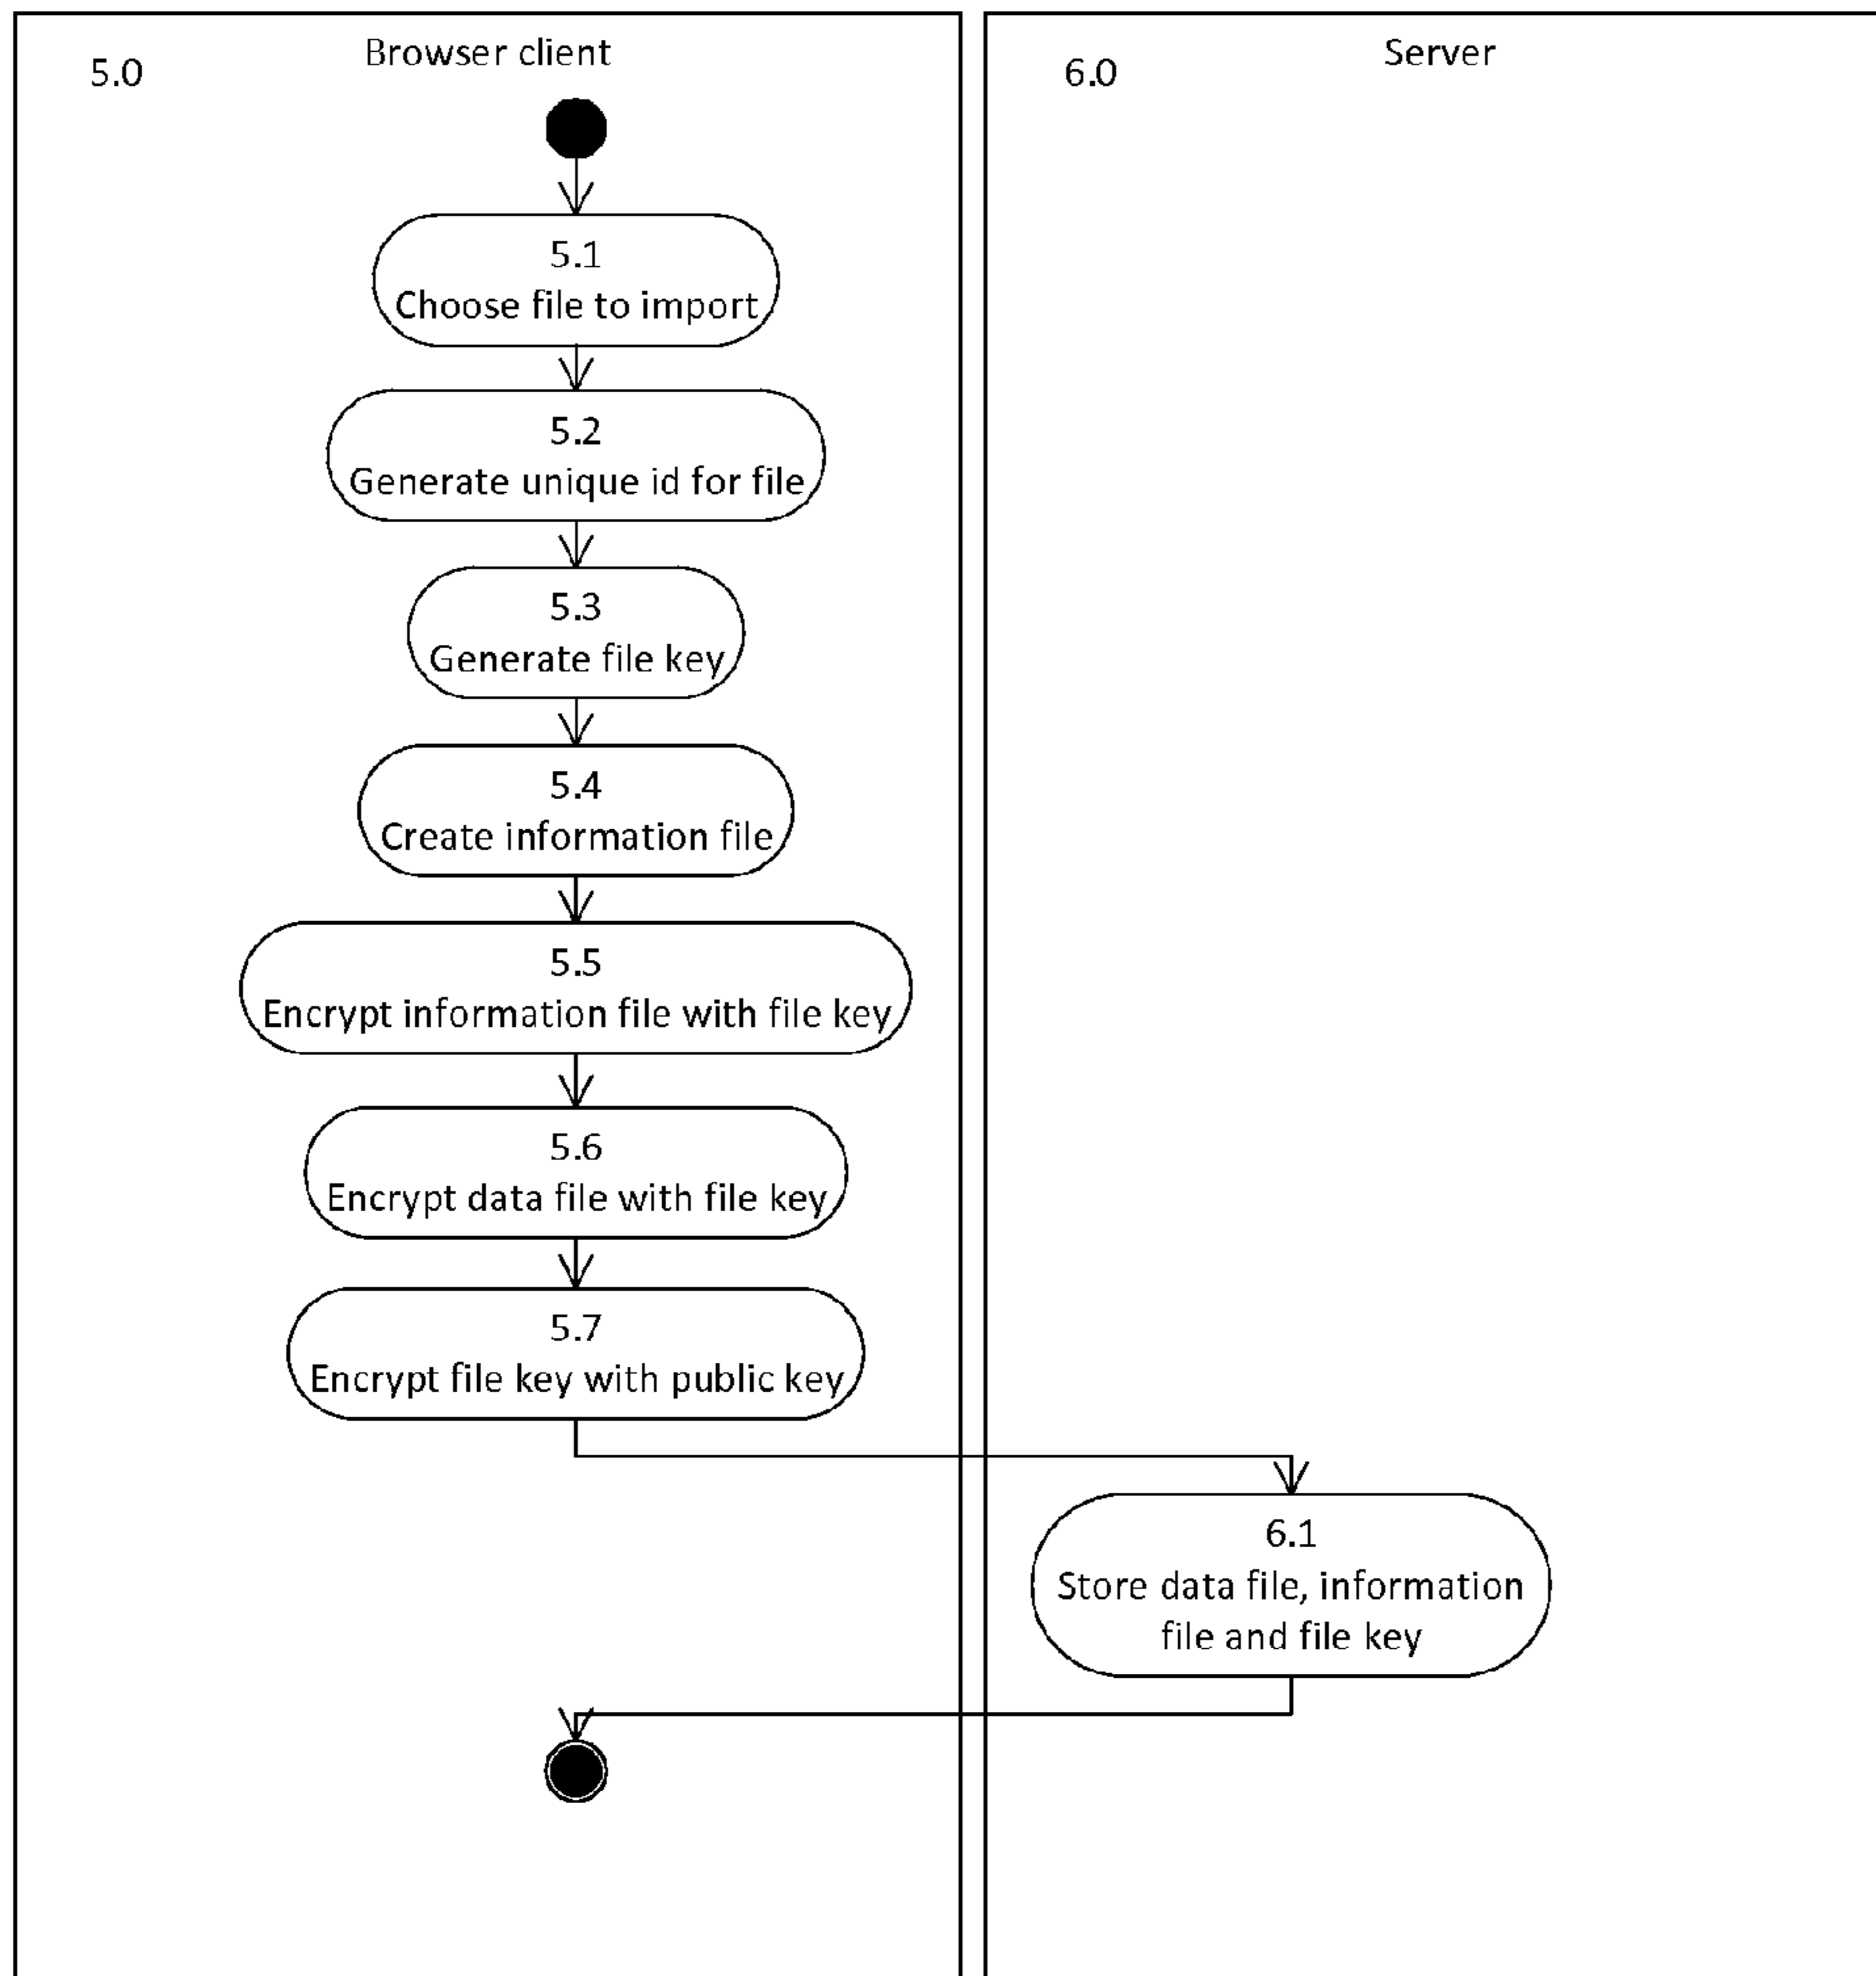 5.0
Browser client
6.0
Server
5.1
Choose file to import
5.2
Generate unique id for file
5.3
Generate file key
5.4
Create information file
5.5
Encrypt information file with file key
5.6
Encrypt data file with file key
5.7
Encrypt file key with public key
6.1
Store data file, information
file and file key